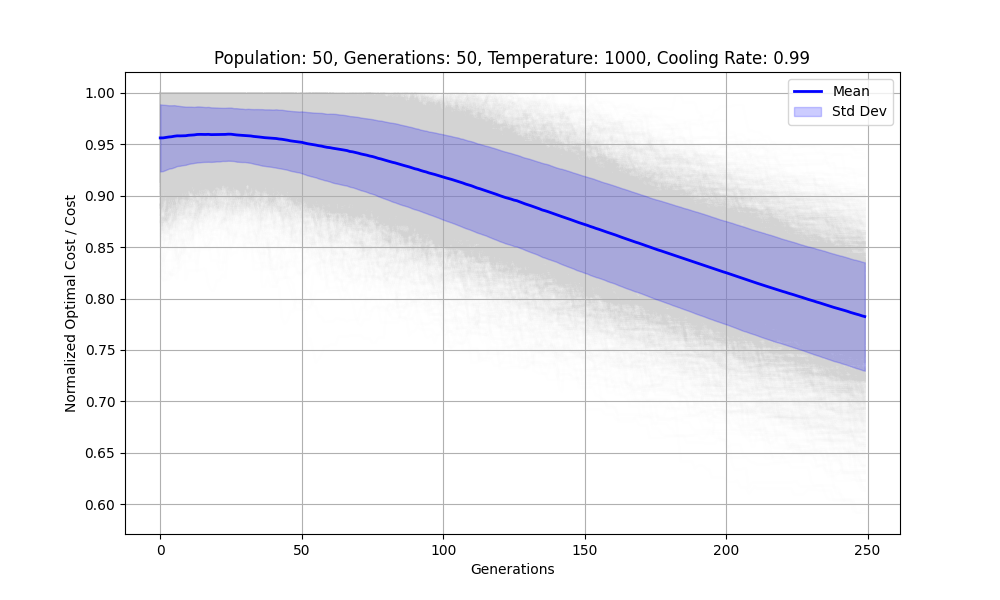 Population: 50, Generations: 50, Temperature: 1000, Cooling Rate: 0.99
Mean
Std Dev
1.00
0.95
0.90
0.85
0.80
0.75
0.70
0.65
0.60
Normalized Optimal Cost / Cost
0 50 100 150 200 250
Generations